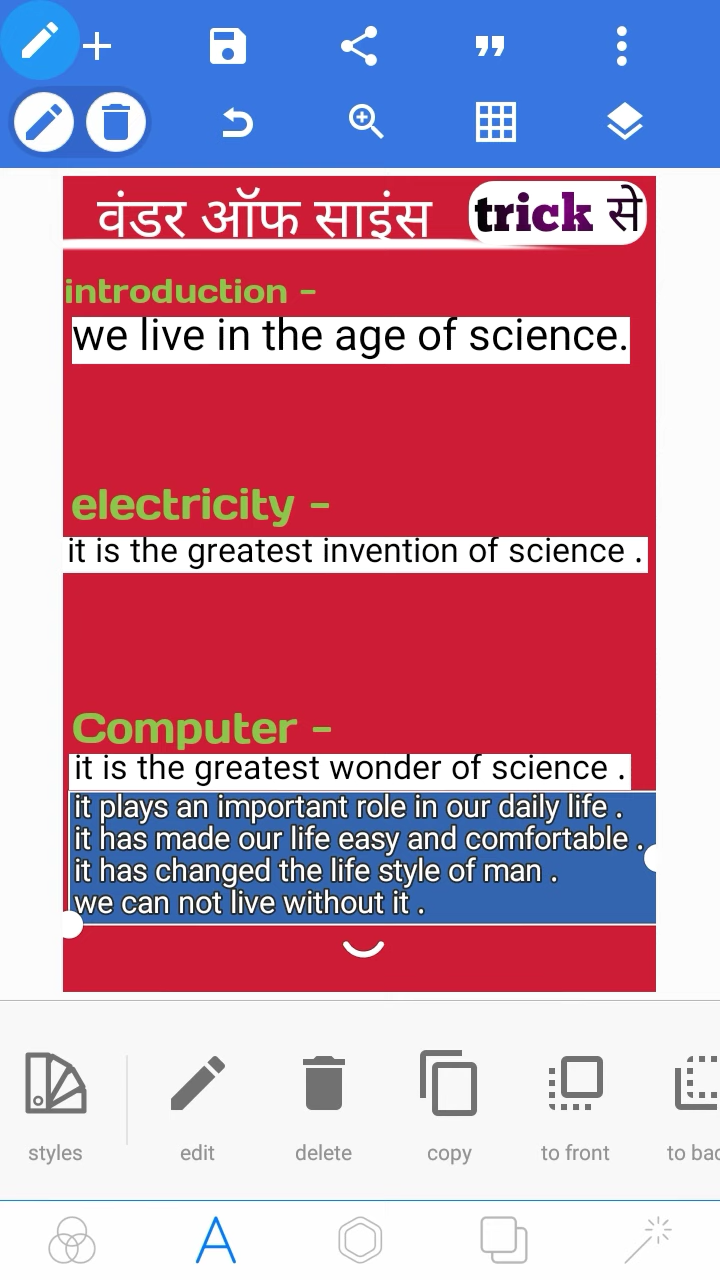 वंडर ऑफ साइंस trick से
introduction -
we live in the age of science.
electricity -
it is the greatest invention of science .
Computer -
it is the greatest wonder of science .
it plays an important role in our daily life .
it has made our life easy and comfortable .
it has changed the life style of man .
we can not live without it .
styles edit delete copy to front to bac